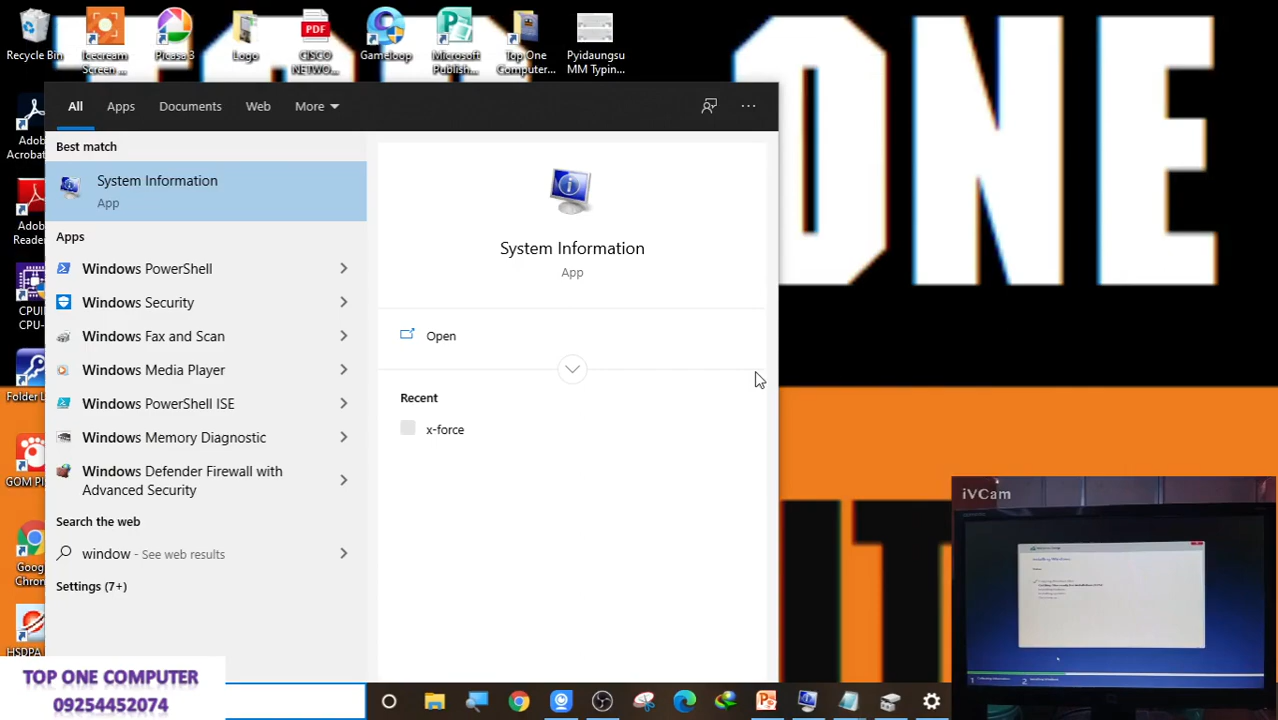 ONE
Recycle Bin
Icecream
Screen ...
Picasa 3
Logo
CISCO
NETWO...
Gameloop
Microsoft
Publish...
Top One
Computer...
Pyidaungsu
MM Typin...
All
Apps
Documents
Web
More
Best match
System Information
App
Apps
Windows PowerShell
Windows Security
Windows Fax and Scan
Windows Media Player
Windows PowerShell ISE
Windows Memory Diagnostic
Windows Defender Firewall with
Advanced Security
Search the web
window - See web results
Settings (7+)
System Information
App
Open
Recent
x-force
Adobe
Acrobat
CPUID
CPU-
Folder
GOM
Goog
Chrom
HSDPA
iVCam
TOP ONE COMPUTER
09254452074